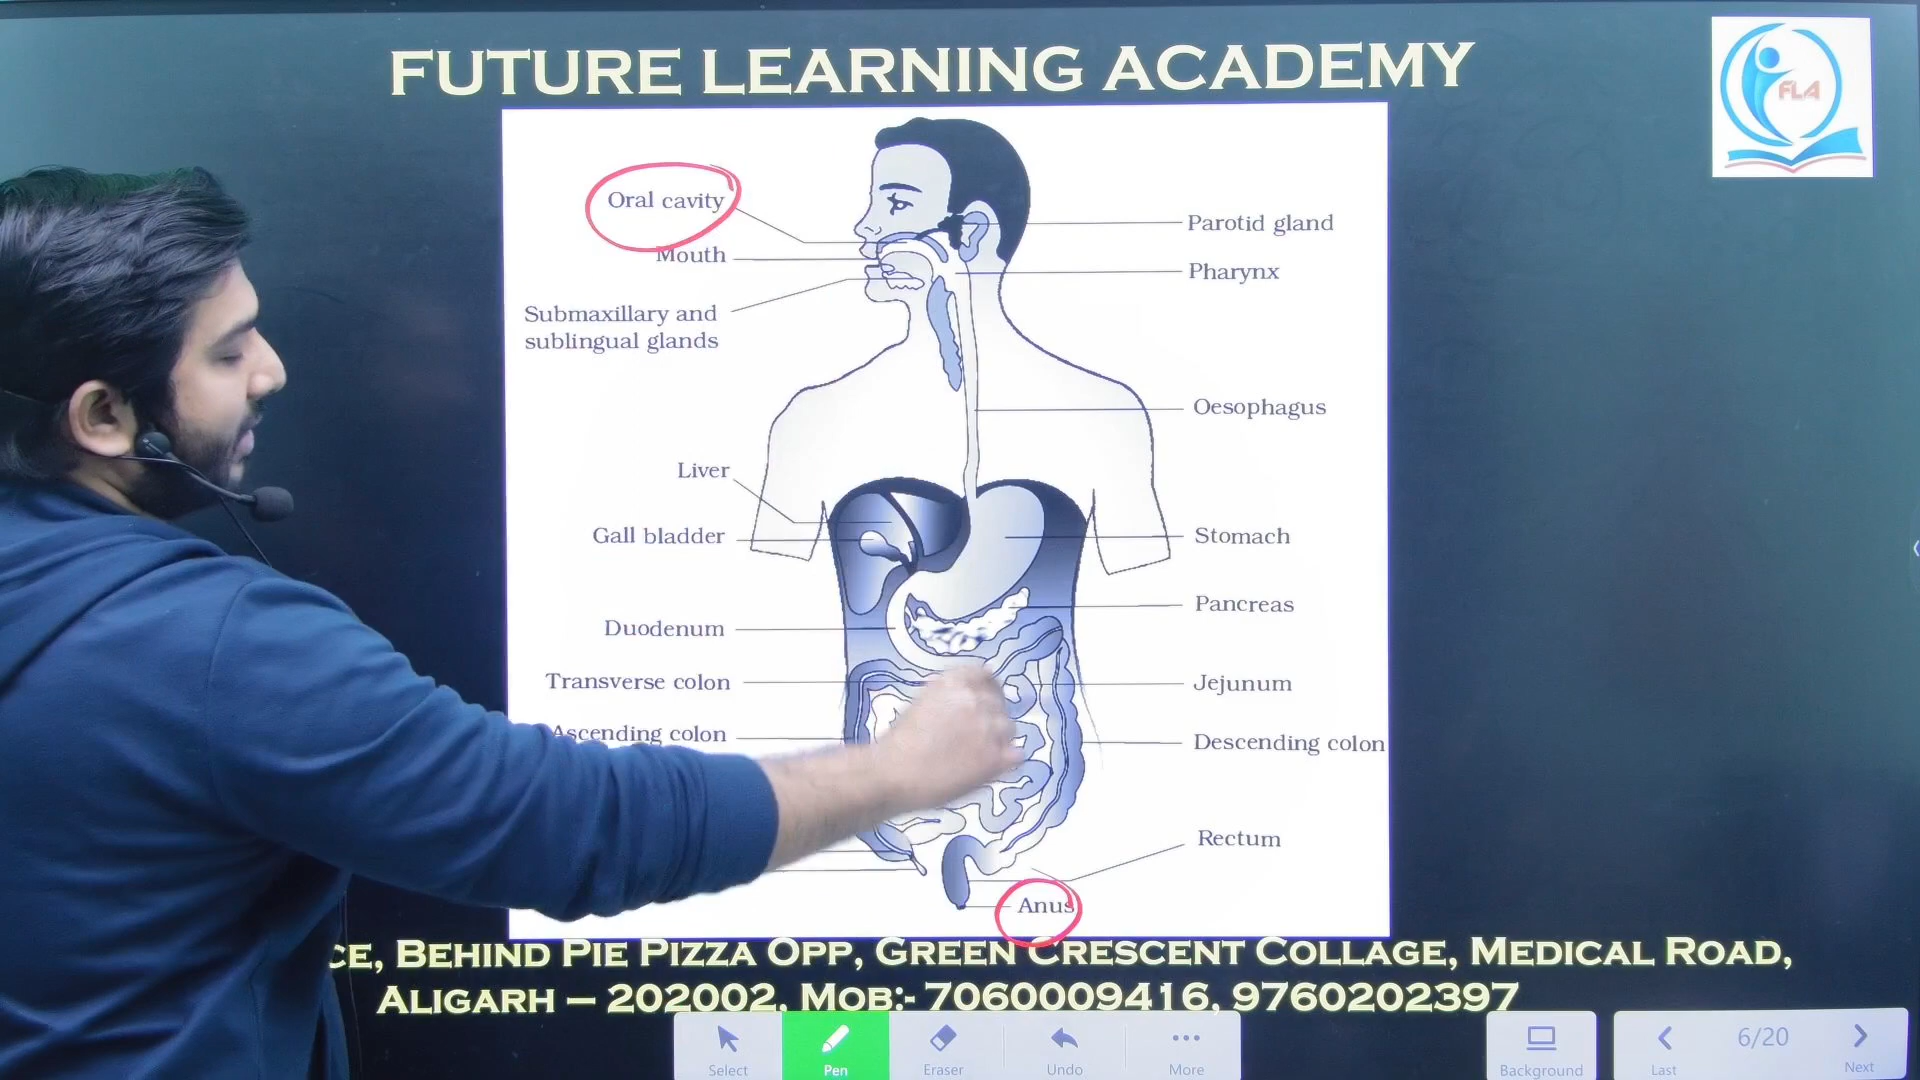 FUTURE LEARNING ACADEMY
FLA
Oral cavity
Mouth
Submaxillary and
sublingual glands
Liver
Gall bladder
Duodenum
Transverse colon
Ascending colon
Parotid gland
Pharynx
Oesophagus
Stomach
Pancreas
Jejunum
Descending colon
Rectum
Anus
CE, BEHIND PIE PIZZA OPP, GREEN CRESCENT COLLAGE, MEDICAL ROAD,
ALIGARH – 202002, MOB:- 7060009416, 9760202397
Select
Pen
Eraser
Undo
More
Background
Last
6/20
Next